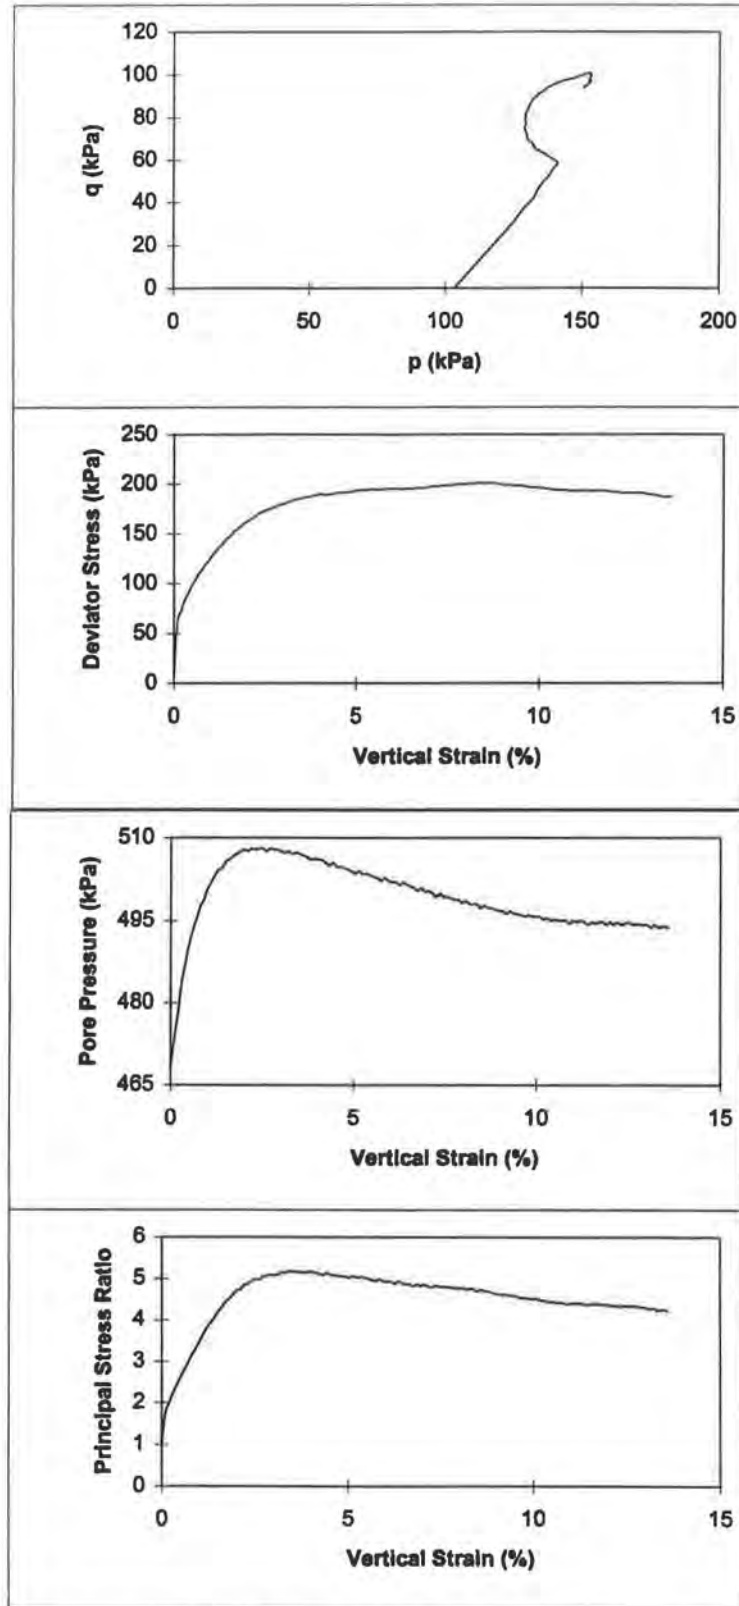 120
100
80
60
40
20
0
q (kPa)
0 50 100 150 200
p (kPa)
250
200
150
100
50
0
Deviator Stress (kPa)
0 5 10 15
Vertical Strain (%)
510
495
480
465
Pore Pressure (kPa)
0 5 10 15
Vertical Strain (%)
6
5
4
3
2
1
0
Principal Stress Ratio
0 5 10 15
Vertical Strain (%)